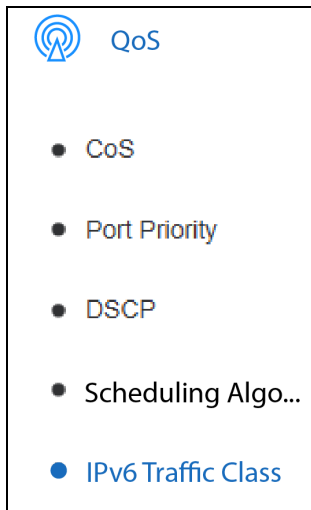 QoS
CoS
Port Priority
DSCP
Scheduling Algo...
IPv6 Traffic Class